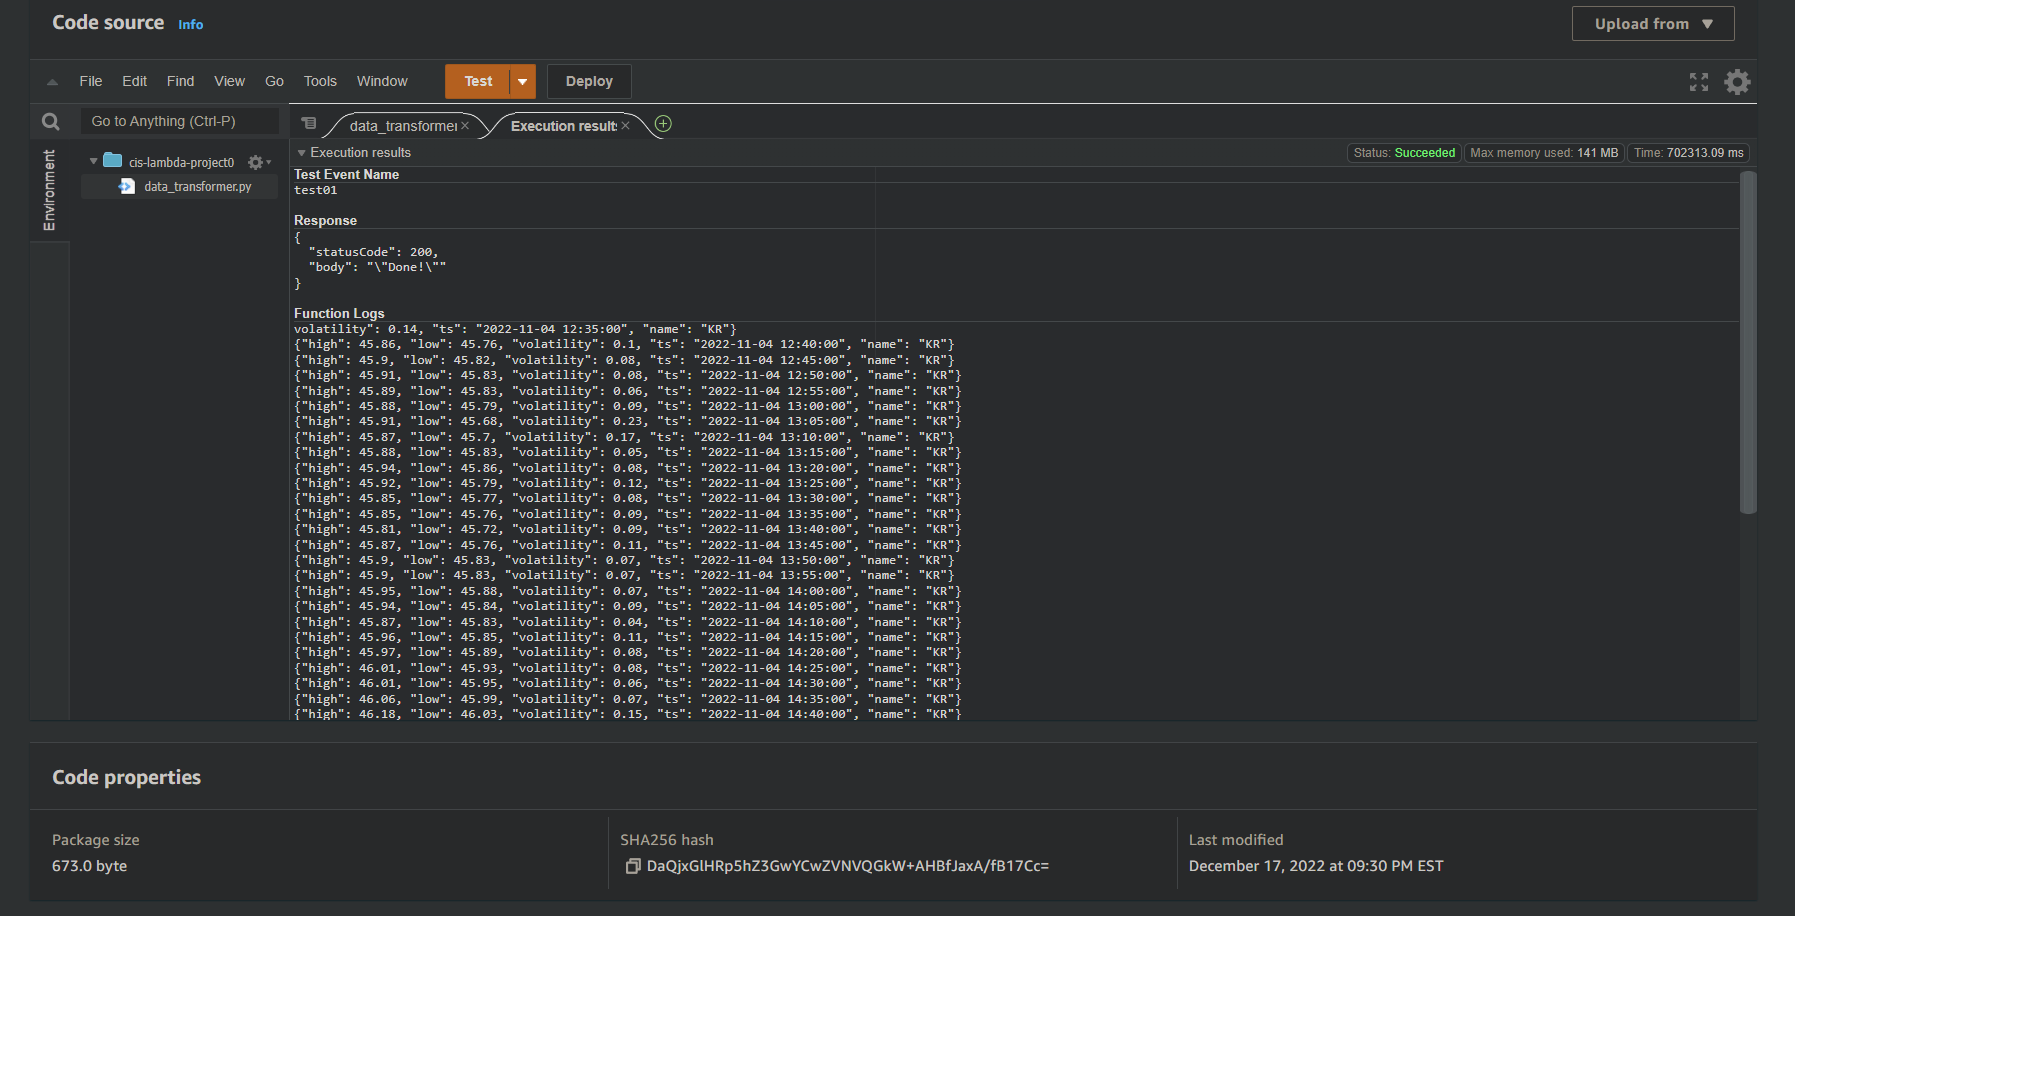 Code source Info
Upload from
File Edit Find View Go Tools Window Test Deploy
Go to Anything (Ctrl-P)
data_transformer Execution result:
Environment
cis-lambda-project0
data_transformer.py
Execution results
Status: Succeeded Max memory used: 141 MB Time: 702313.09 ms
Test Event Name
test01
Response
{
"statusCode": 200,
"body": "\"Done!\""
}
Function Logs
volatility": 0.14, "ts": "2022-11-04 12:35:00", "name": "KR"}
{"high": 45.86, "low": 45.76, "volatility": 0.1, "ts": "2022-11-04 12:40:00", "name": "KR"}
{"high": 45.9, "low": 45.82, "volatility": 0.08, "ts": "2022-11-04 12:45:00", "name": "KR"}
{"high": 45.91, "low": 45.83, "volatility": 0.08, "ts": "2022-11-04 12:50:00", "name": "KR"}
{"high": 45.89, "low": 45.83, "volatility": 0.06, "ts": "2022-11-04 12:55:00", "name": "KR"}
{"high": 45.88, "low": 45.79, "volatility": 0.09, "ts": "2022-11-04 13:00:00", "name": "KR"}
{"high": 45.91, "low": 45.68, "volatility": 0.23, "ts": "2022-11-04 13:05:00", "name": "KR"}
{"high": 45.87, "low": 45.7, "volatility": 0.17, "ts": "2022-11-04 13:10:00", "name": "KR"}
{"high": 45.88, "low": 45.83, "volatility": 0.05, "ts": "2022-11-04 13:15:00", "name": "KR"}
{"high": 45.94, "low": 45.86, "volatility": 0.08, "ts": "2022-11-04 13:20:00", "name": "KR"}
{"high": 45.92, "low": 45.79, "volatility": 0.12, "ts": "2022-11-04 13:25:00", "name": "KR"}
{"high": 45.85, "low": 45.77, "volatility": 0.08, "ts": "2022-11-04 13:30:00", "name": "KR"}
{"high": 45.85, "low": 45.76, "volatility": 0.09, "ts": "2022-11-04 13:35:00", "name": "KR"}
{"high": 45.81, "low": 45.72, "volatility": 0.09, "ts": "2022-11-04 13:40:00", "name": "KR"}
{"high": 45.87, "low": 45.76, "volatility": 0.11, "ts": "2022-11-04 13:45:00", "name": "KR"}
{"high": 45.9, "low": 45.83, "volatility": 0.07, "ts": "2022-11-04 13:50:00", "name": "KR"}
{"high": 45.9, "low": 45.83, "volatility": 0.07, "ts": "2022-11-04 13:55:00", "name": "KR"}
{"high": 45.95, "low": 45.88, "volatility": 0.07, "ts": "2022-11-04 14:00:00", "name": "KR"}
{"high": 45.94, "low": 45.84, "volatility": 0.09, "ts": "2022-11-04 14:05:00", "name": "KR"}
{"high": 45.87, "low": 45.83, "volatility": 0.04, "ts": "2022-11-04 14:10:00", "name": "KR"}
{"high": 45.96, "low": 45.85, "volatility": 0.11, "ts": "2022-11-04 14:15:00", "name": "KR"}
{"high": 45.97, "low": 45.89, "volatility": 0.08, "ts": "2022-11-04 14:20:00", "name": "KR"}
{"high": 46.01, "low": 45.93, "volatility": 0.08, "ts": "2022-11-04 14:25:00", "name": "KR"}
{"high": 46.01, "low": 45.95, "volatility": 0.06, "ts": "2022-11-04 14:30:00", "name": "KR"}
{"high": 46.06, "low": 45.99, "volatility": 0.07, "ts": "2022-11-04 14:35:00", "name": "KR"}
{"high": 46.18, "low": 46.03, "volatility": 0.15, "ts": "2022-11-04 14:40:00", "name": "KR"}
Code properties
Package size
673.0 byte
SHA256 hash
DaQjxGlHRp5hZ3GwYCwZVNVQGkW+AHBfJaxA/fB17Cc=
Last modified
December 17, 2022 at 09:30 PM EST